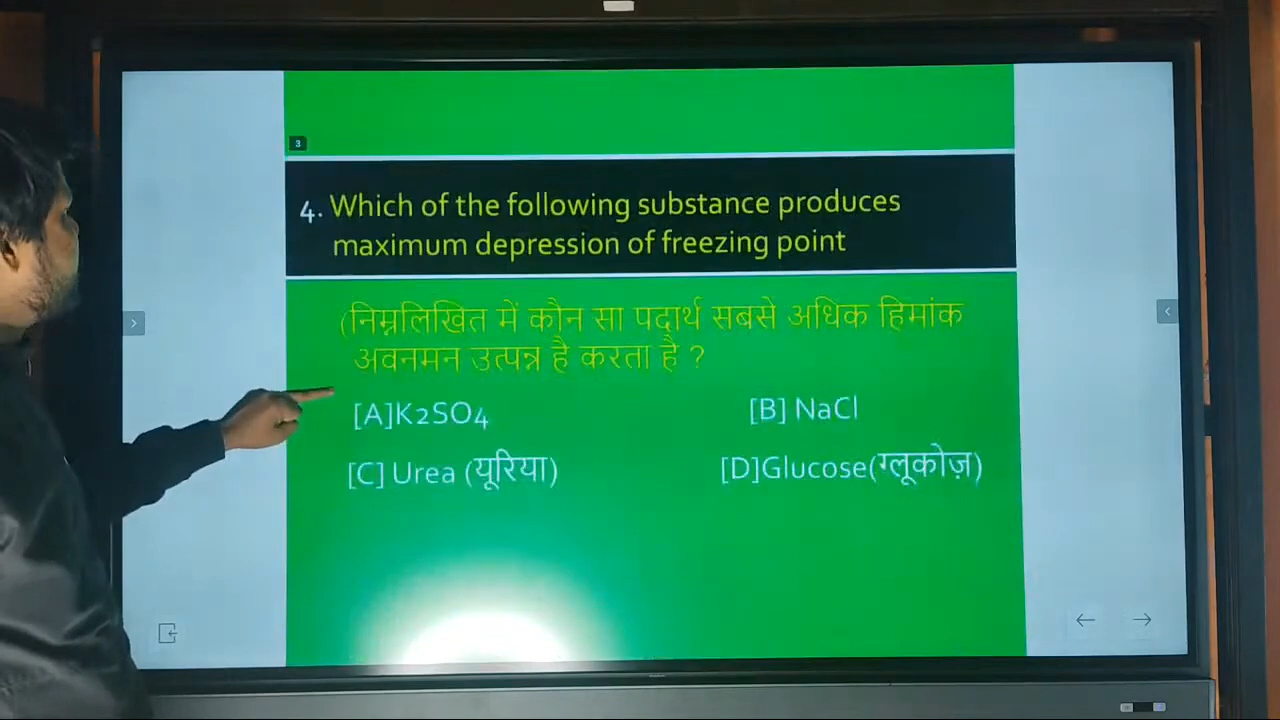 3
4. Which of the following substance produces
maximum depression of freezing point
(निम्नलिखित में कौन सा पदार्थ सबसे अधिक हिमांक
अवनमन उत्पन्न है करता है ?
[A]K2SO4 [B] NaCl
[C] Urea (यूरिया) [D]Glucose(ग्लूकोज़)